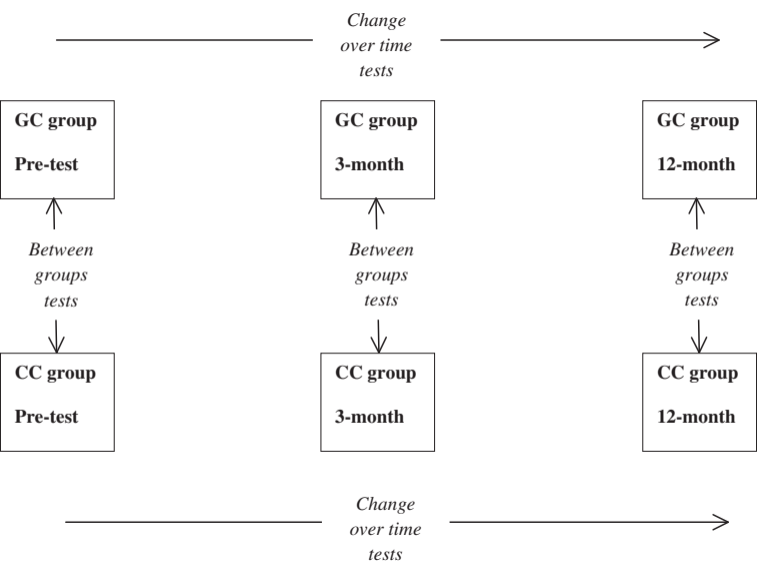 Change
over time
tests
GC group
Pre-test
GC group
3-month
GC group
12-month
Between
groups
tests
Between
groups
tests
Between
groups
tests
CC group
Pre-test
CC group
3-month
CC group
12-month
Change
over time
tests